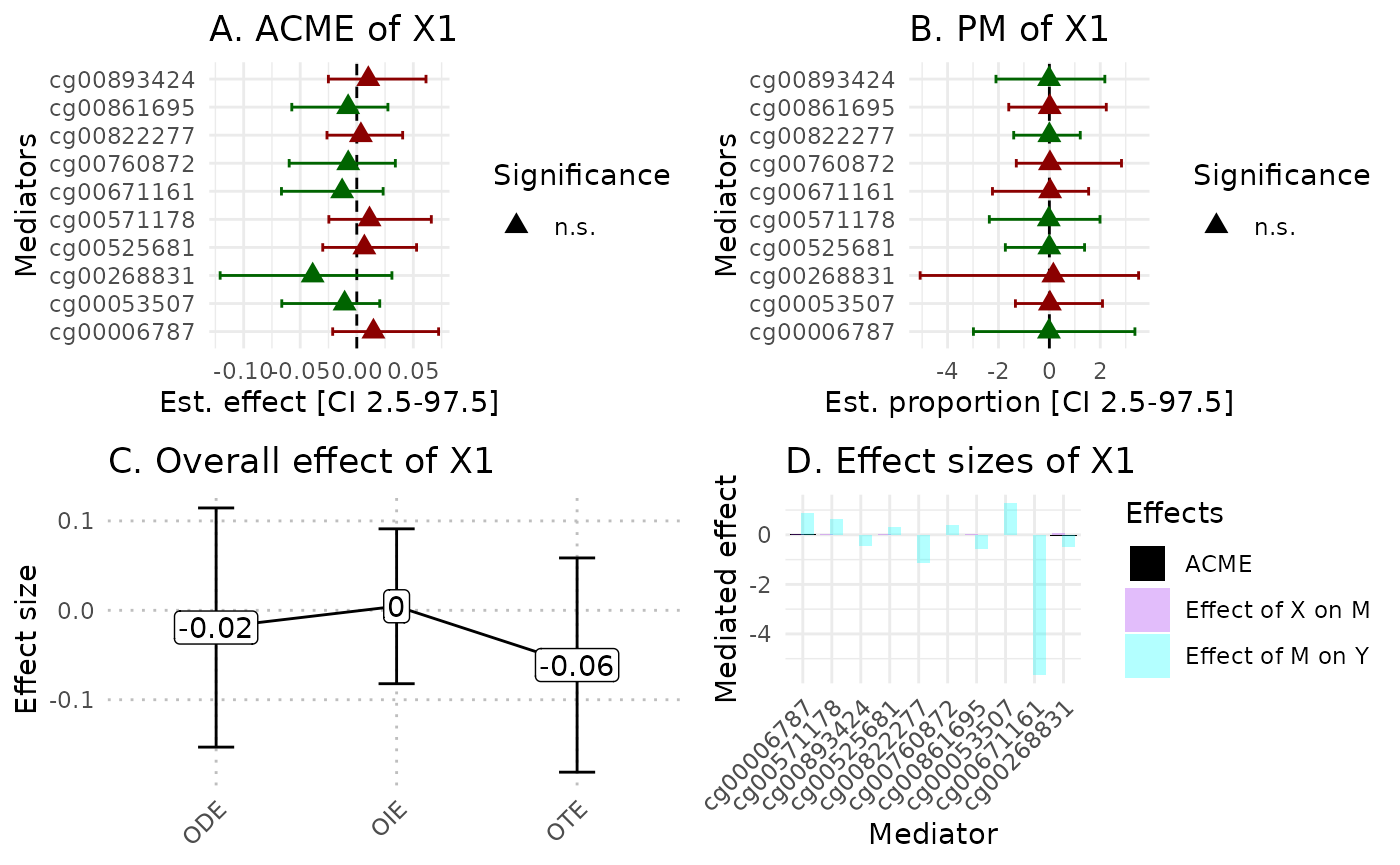 A. ACME of X1
Mediators
cg00893424
cg00861695
cg00822277
cg00760872
cg00671161
cg00571178
cg00525681
cg00268831
cg00053507
cg00006787
-0.10 -0.05 0.00 0.05
Est. effect [CI 2.5-97.5]
Significance
n.s.
B. PM of X1
Mediators
cg00893424
cg00861695
cg00822277
cg00760872
cg00671161
cg00571178
cg00525681
cg00268831
cg00053507
cg00006787
-4 -2 0 2
Est. proportion [CI 2.5-97.5]
Significance
n.s.
C. Overall effect of X1
Effect size
0.1
0.0
-0.1
-0.02
0
-0.06
ODE
OIE
OTE
D. Effect sizes of X1
Mediated effect
0
-2
-4
cg00006787
cg00571178
cg00893424
cg00525681
cg00822277
cg00760872
cg00861695
cg00053507
cg00671161
cg00268831
Mediator
Effects
ACME
Effect of X on M
Effect of M on Y